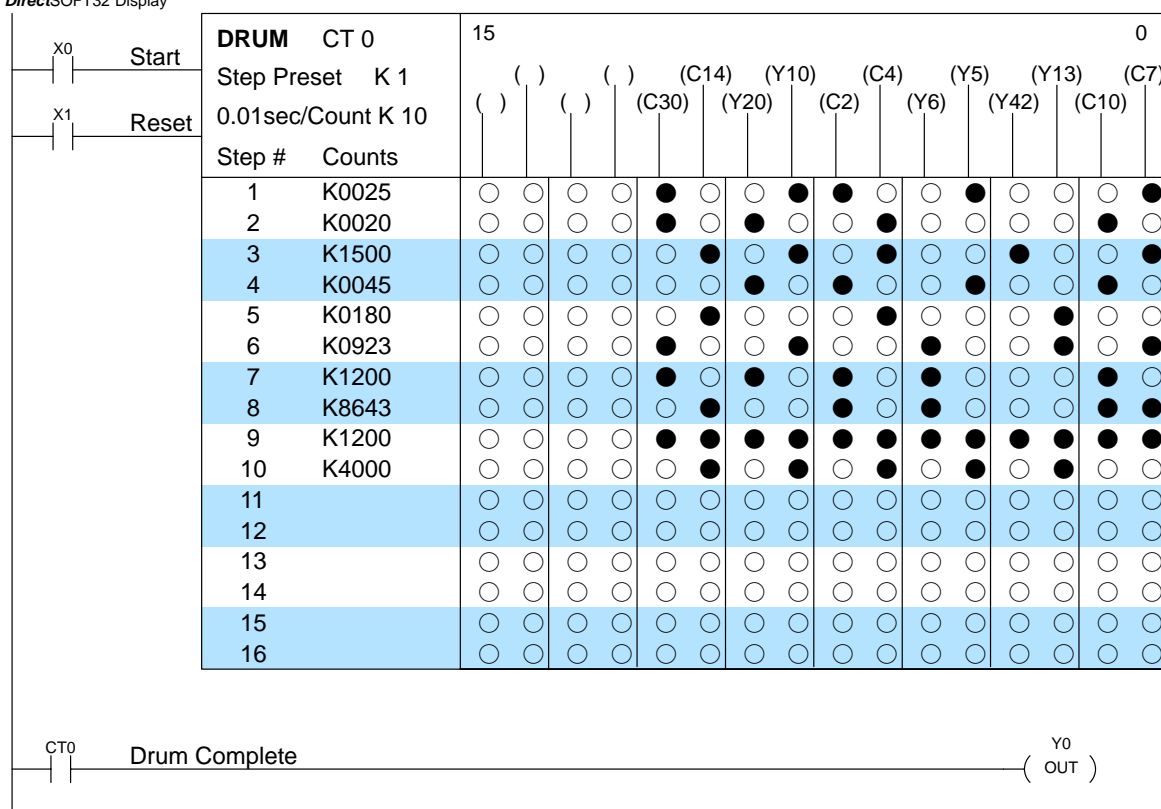 DirectSOFT32 Display
X0 Start
X1 Reset
DRUM CT 0 15 0
Step Preset K 1 ( ) ( ) (C14) (Y10) (C4) (Y5) (Y13) (C7)
0.01sec/Count K 10 ( ) ( ) (C30) (Y20) (C2) (Y6) (Y42) (C10)
Step # Counts
1 K0025
2 K0020
3 K1500
4 K0045
5 K0180
6 K0923
7 K1200
8 K8643
9 K1200
10 K4000
11
12
13
14
15
16
CT0 Drum Complete Y0
( OUT )